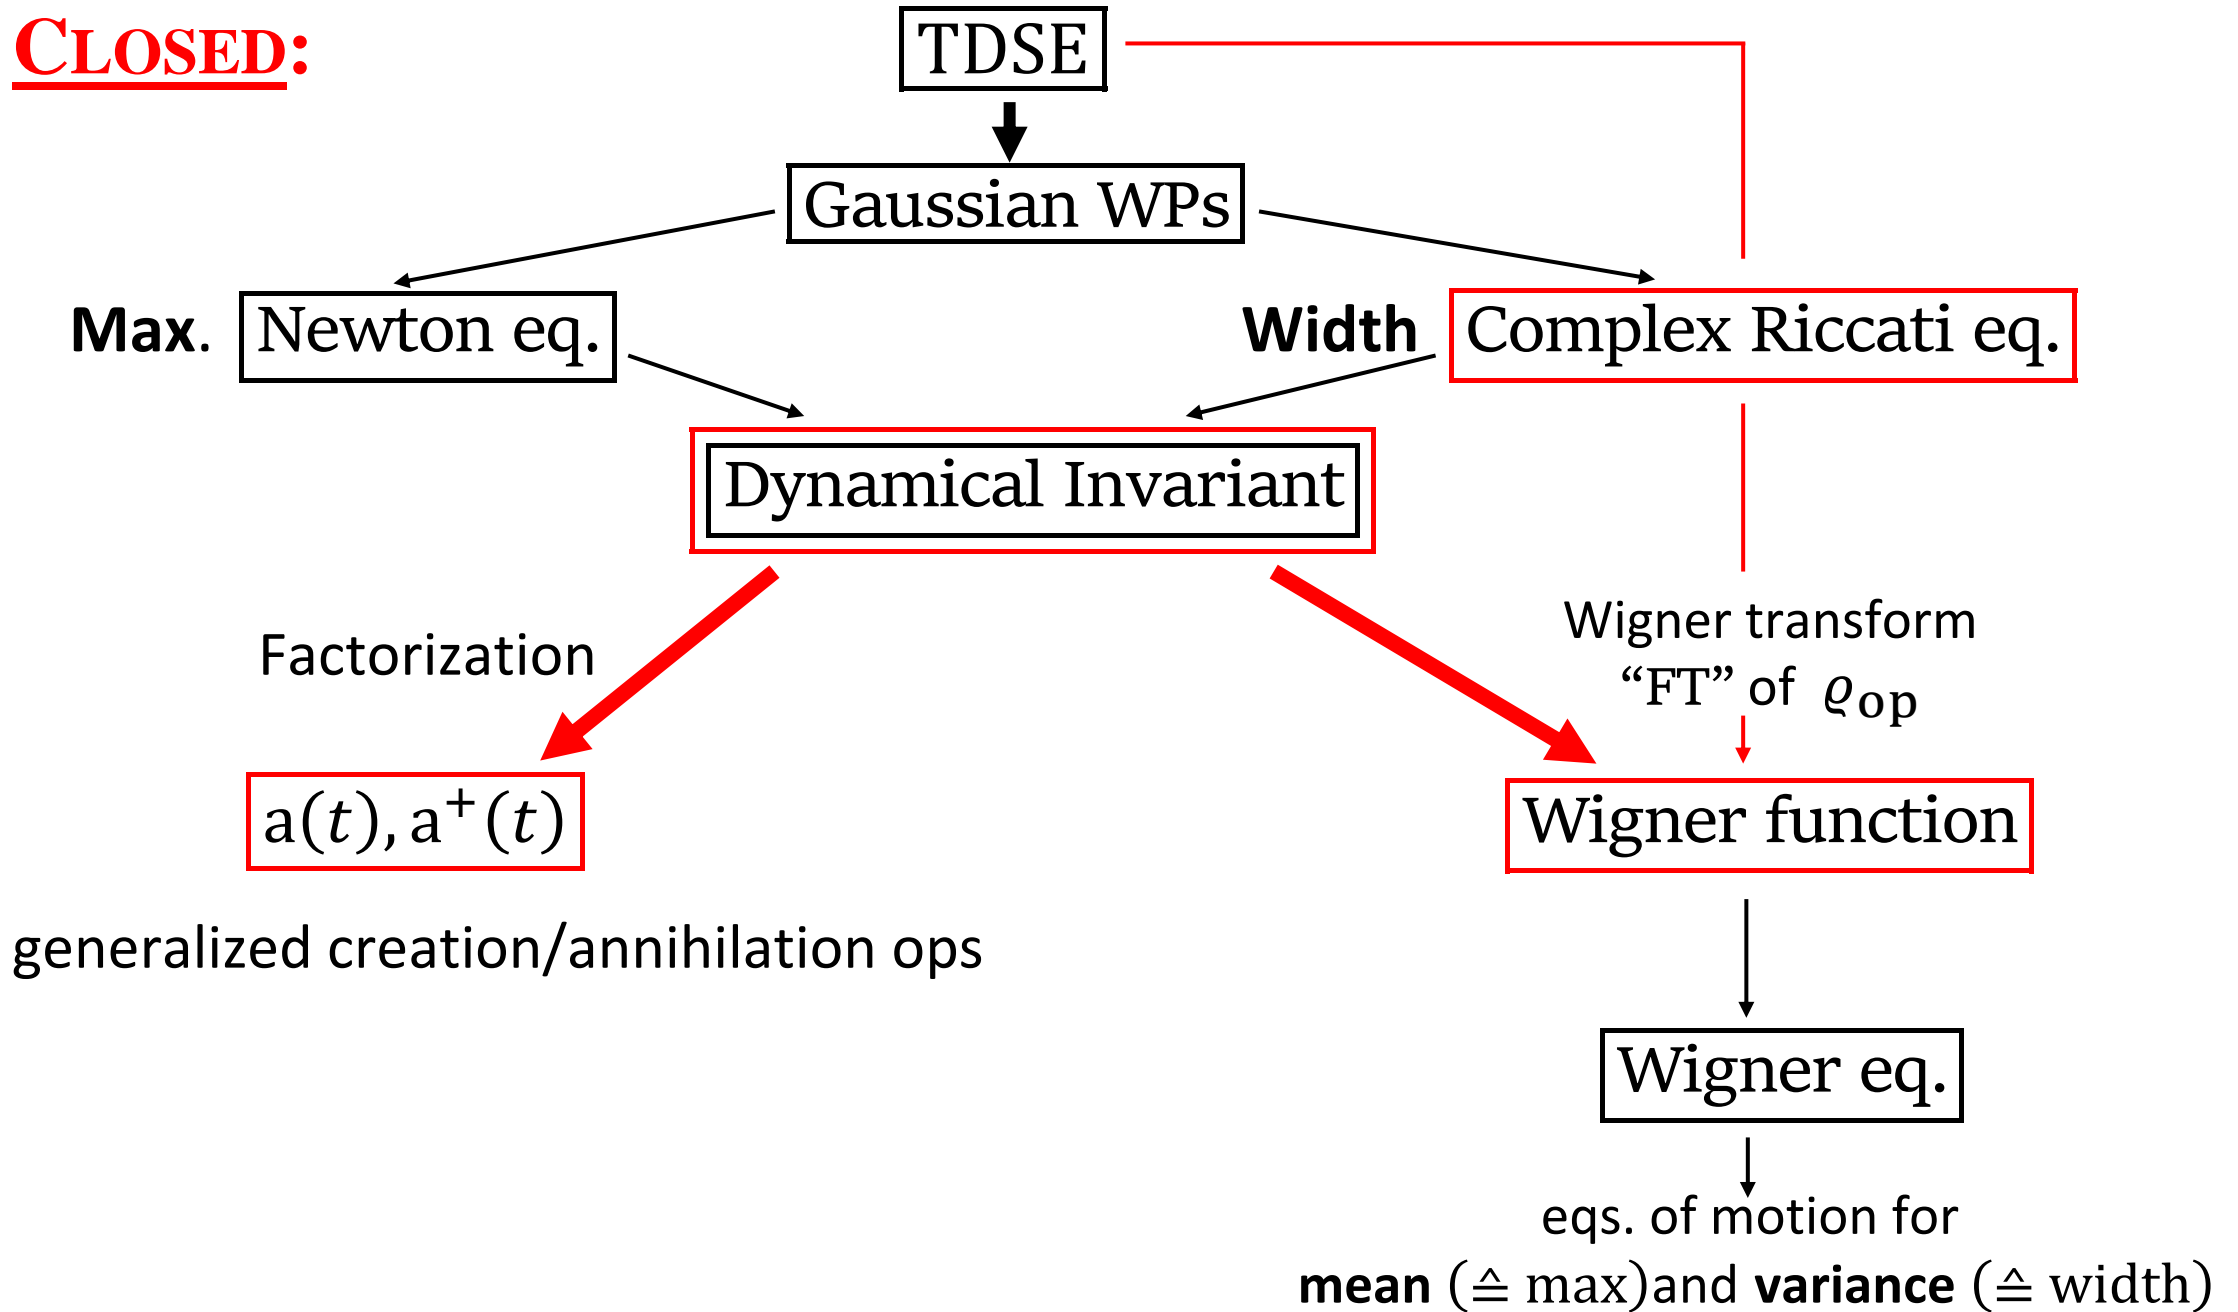 CLOSED:
TDSE
Gaussian WPs
Max. Newton eq. Width Complex Riccati eq.
Dynamical Invariant
Factorization
Wigner transform
“FT” of ϱop
a(t), a⁺(t)
Wigner function
generalized creation/annihilation ops
Wigner eq.
eqs. of motion for
mean (≙ max)and variance (≙ width)